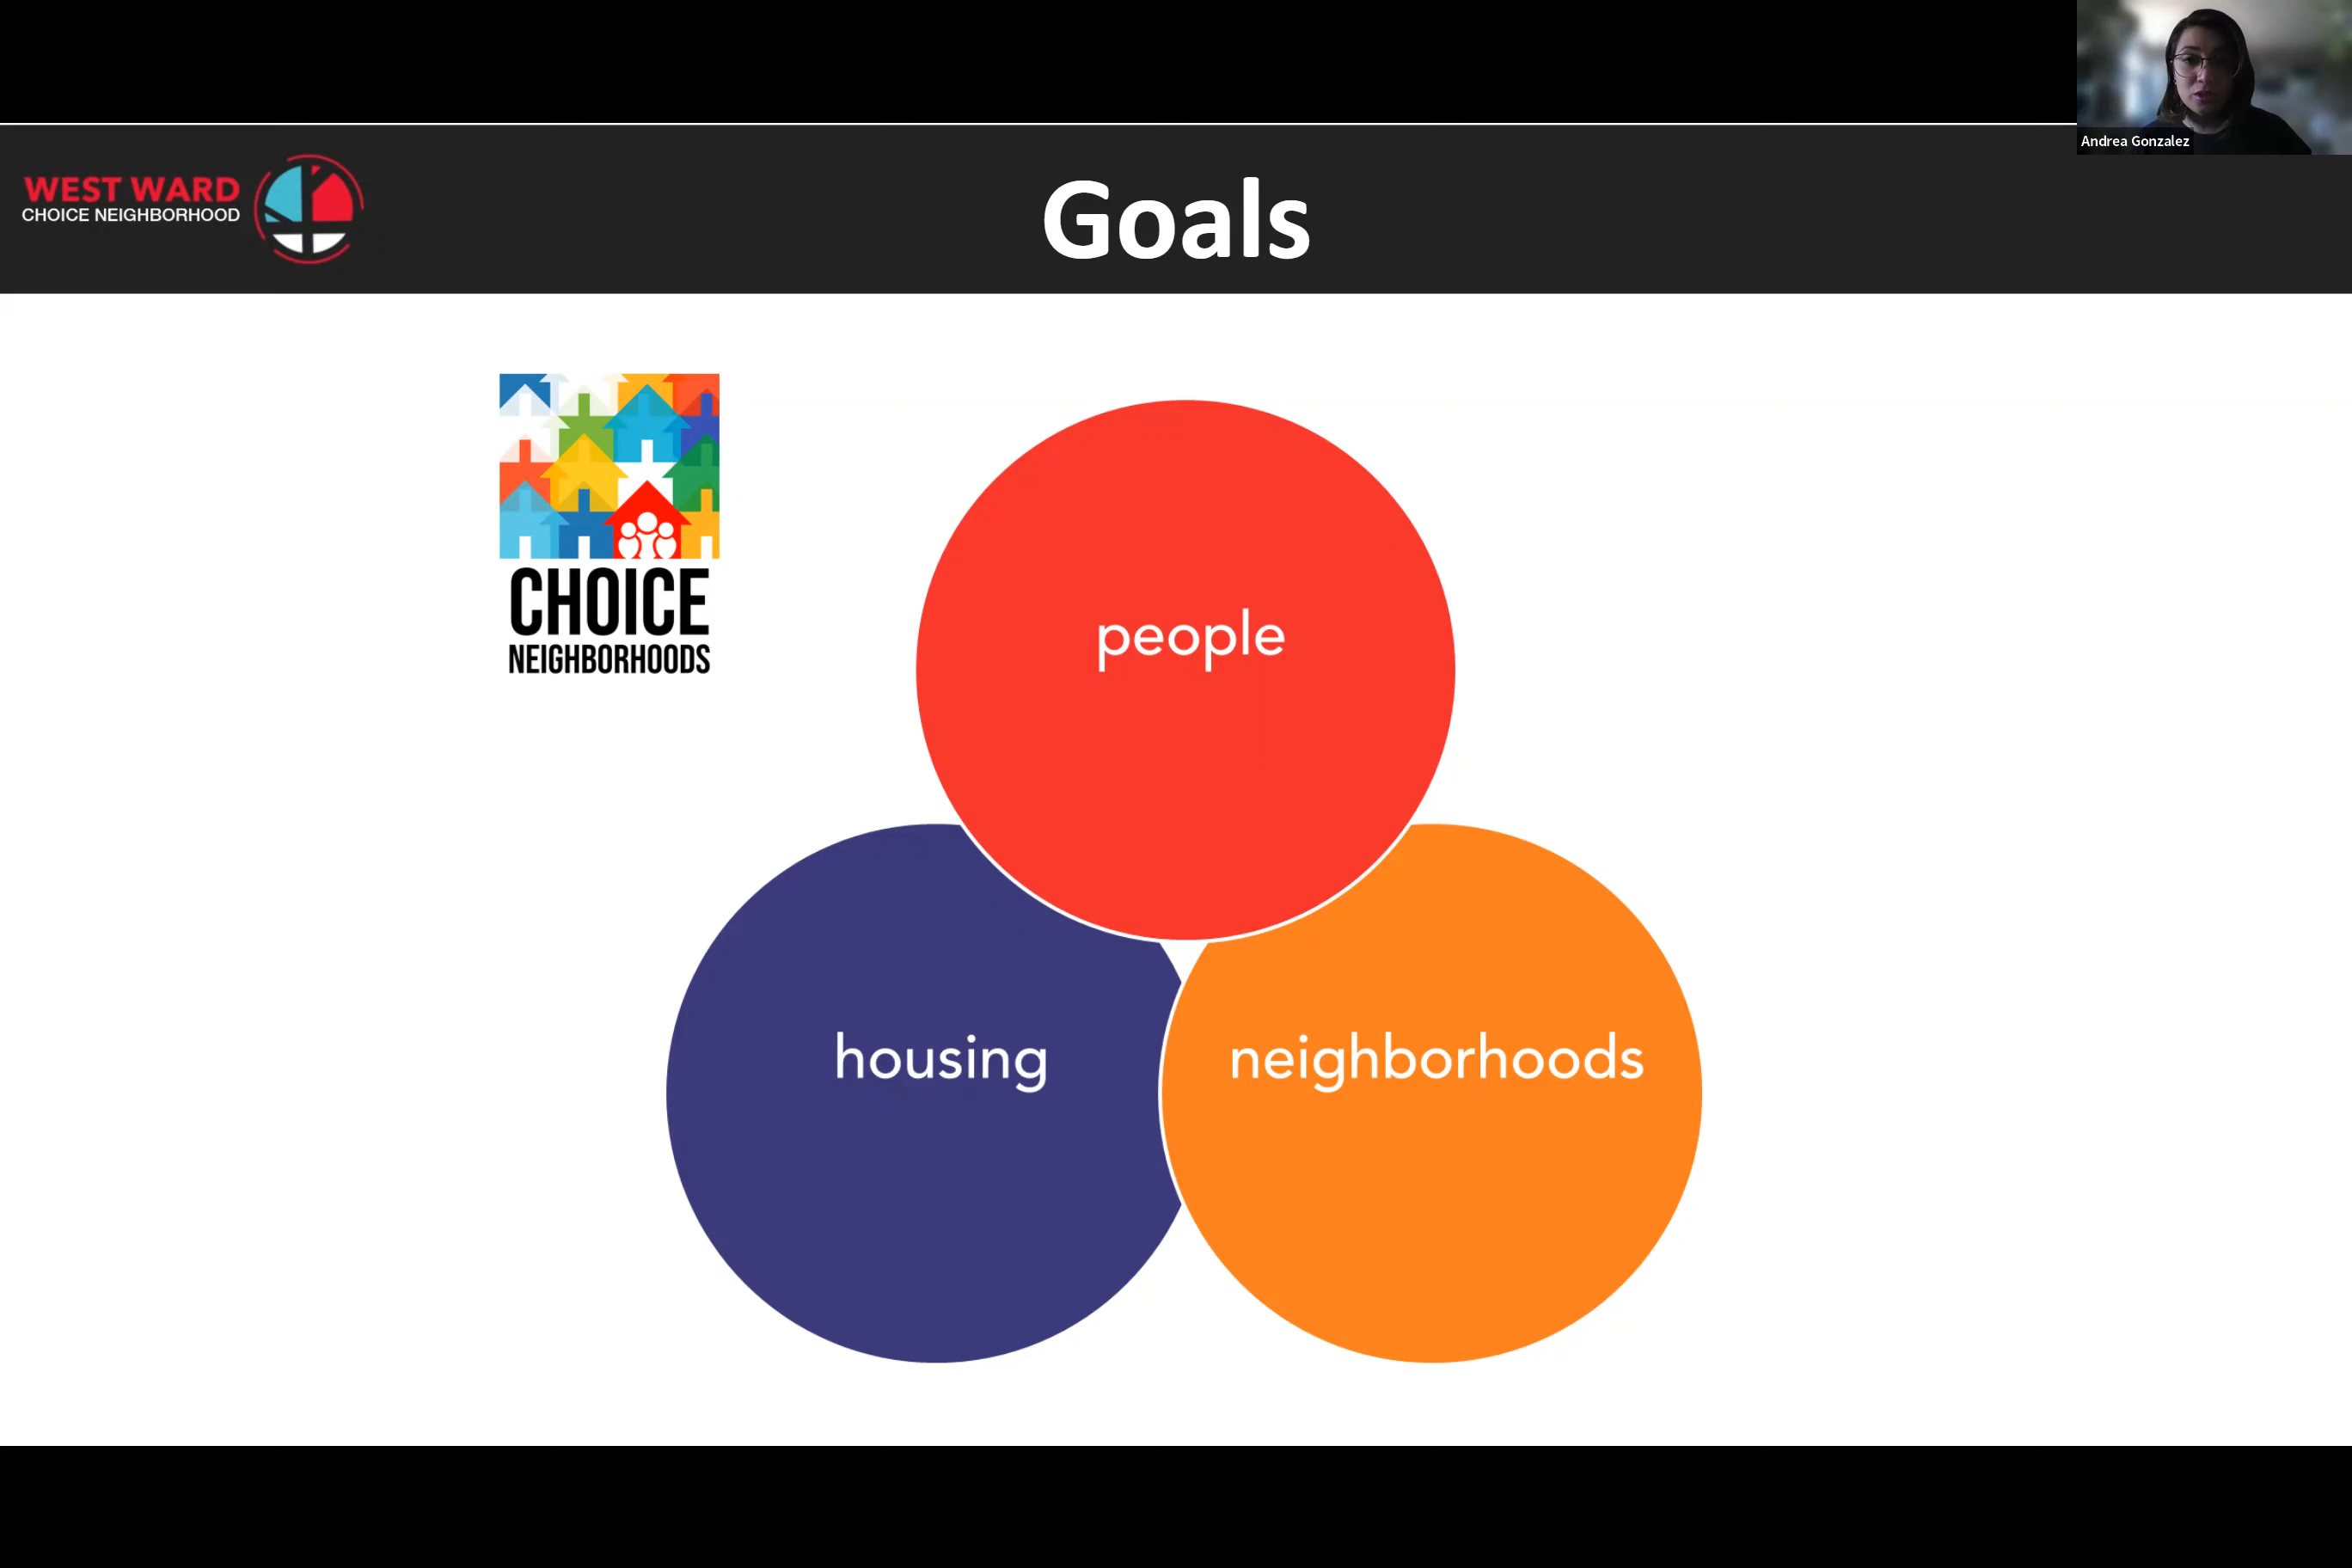 Andrea Gonzalez
WEST WARD
CHOICE NEIGHBORHOOD
Goals
CHOICE
NEIGHBORHOODS
people
housing
neighborhoods